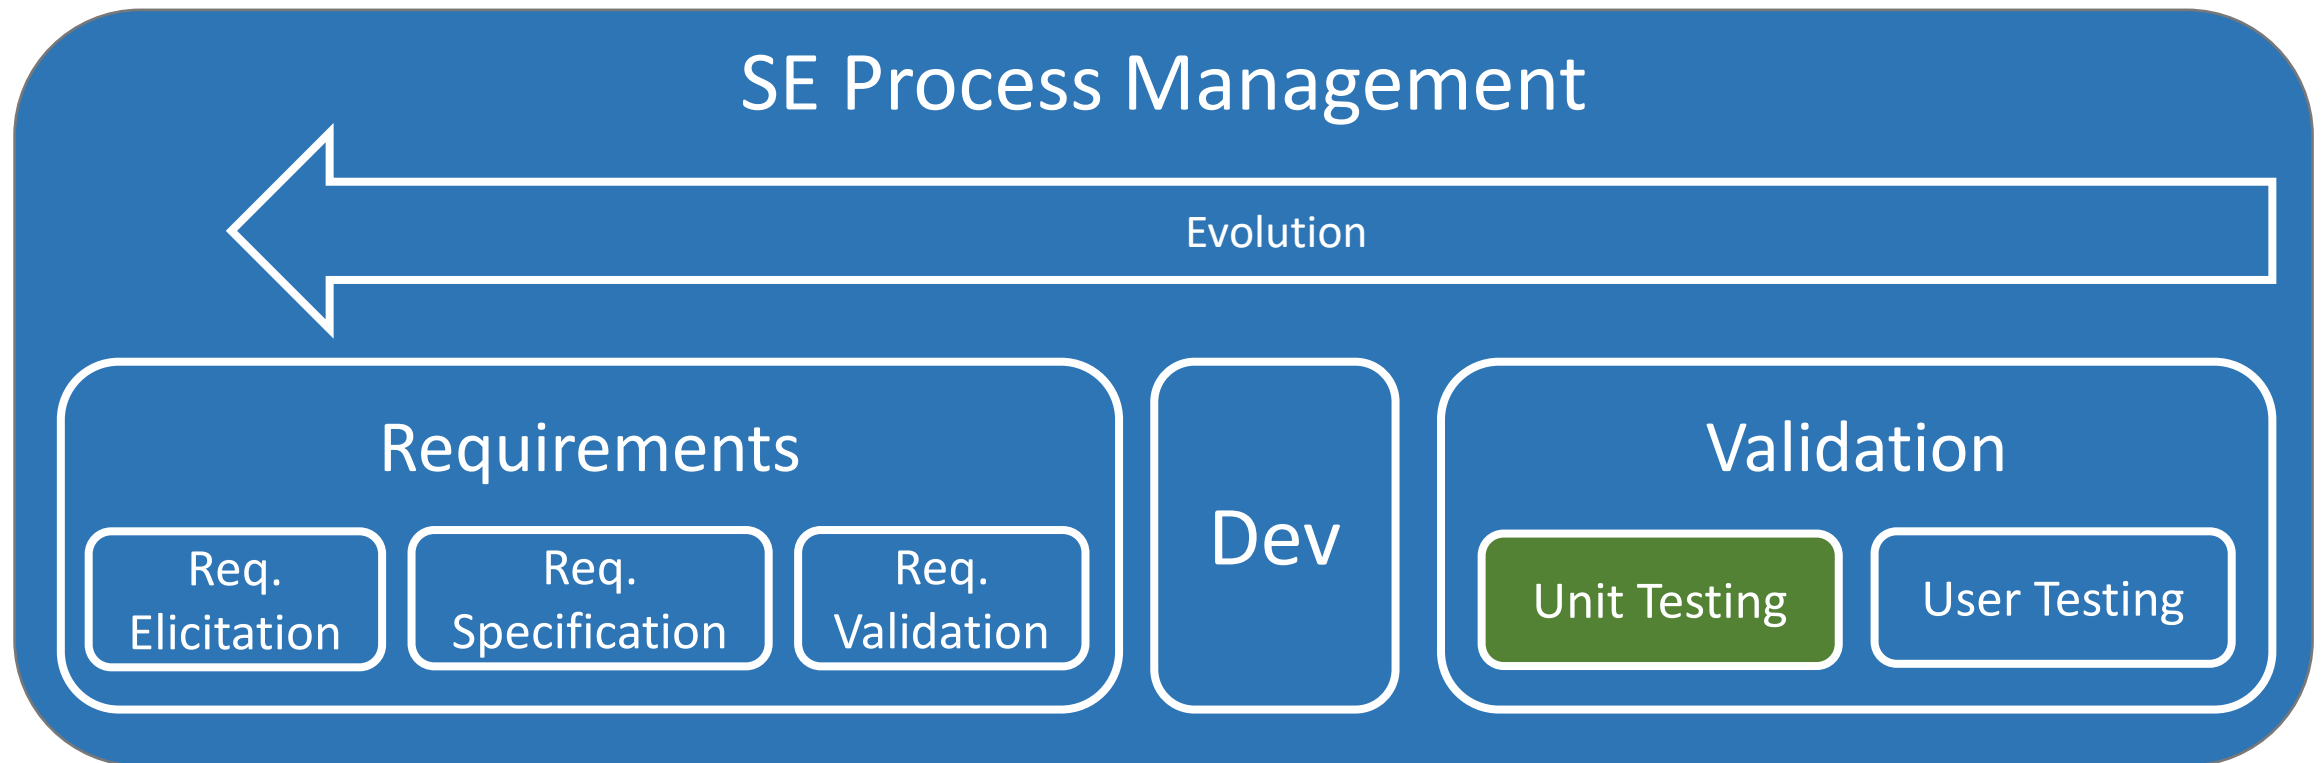 SE Process Management
Evolution
Requirements
Req.
Elicitation
Req.
Specification
Req.
Validation
Dev
Validation
Unit Testing
User Testing